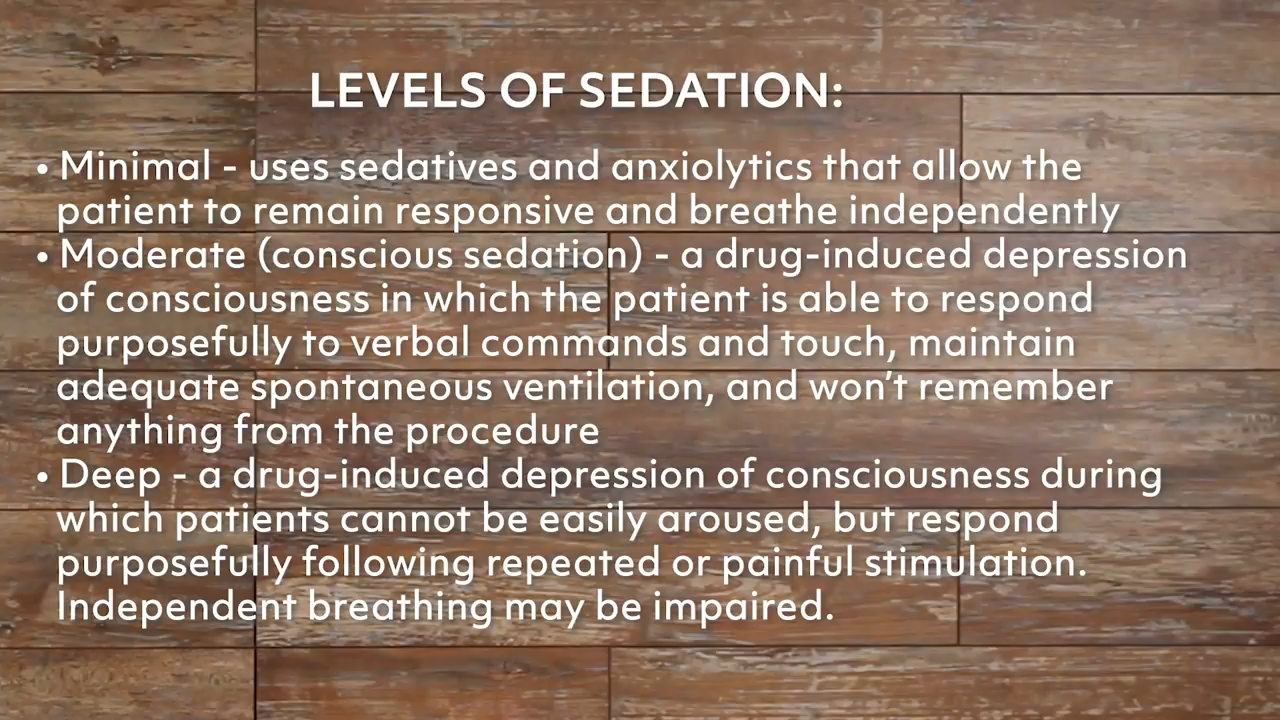 LEVELS OF SEDATION:
• Minimal - uses sedatives and anxiolytics that allow the
patient to remain responsive and breathe independently
• Moderate (conscious sedation) - a drug-induced depression
of consciousness in which the patient is able to respond
purposefully to verbal commands and touch, maintain
adequate spontaneous ventilation, and won’t remember
anything from the procedure
• Deep - a drug-induced depression of consciousness during
which patients cannot be easily aroused, but respond
purposefully following repeated or painful stimulation.
Independent breathing may be impaired.